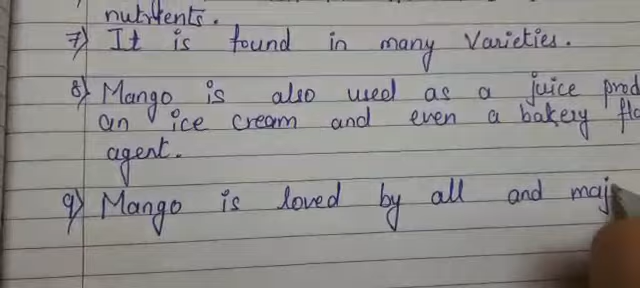 nutrients.
7) It is found in many varieties.
8) Mango is also used as a juice
an ice cream and even a bakery
agent.
9) Mango is loved by all and